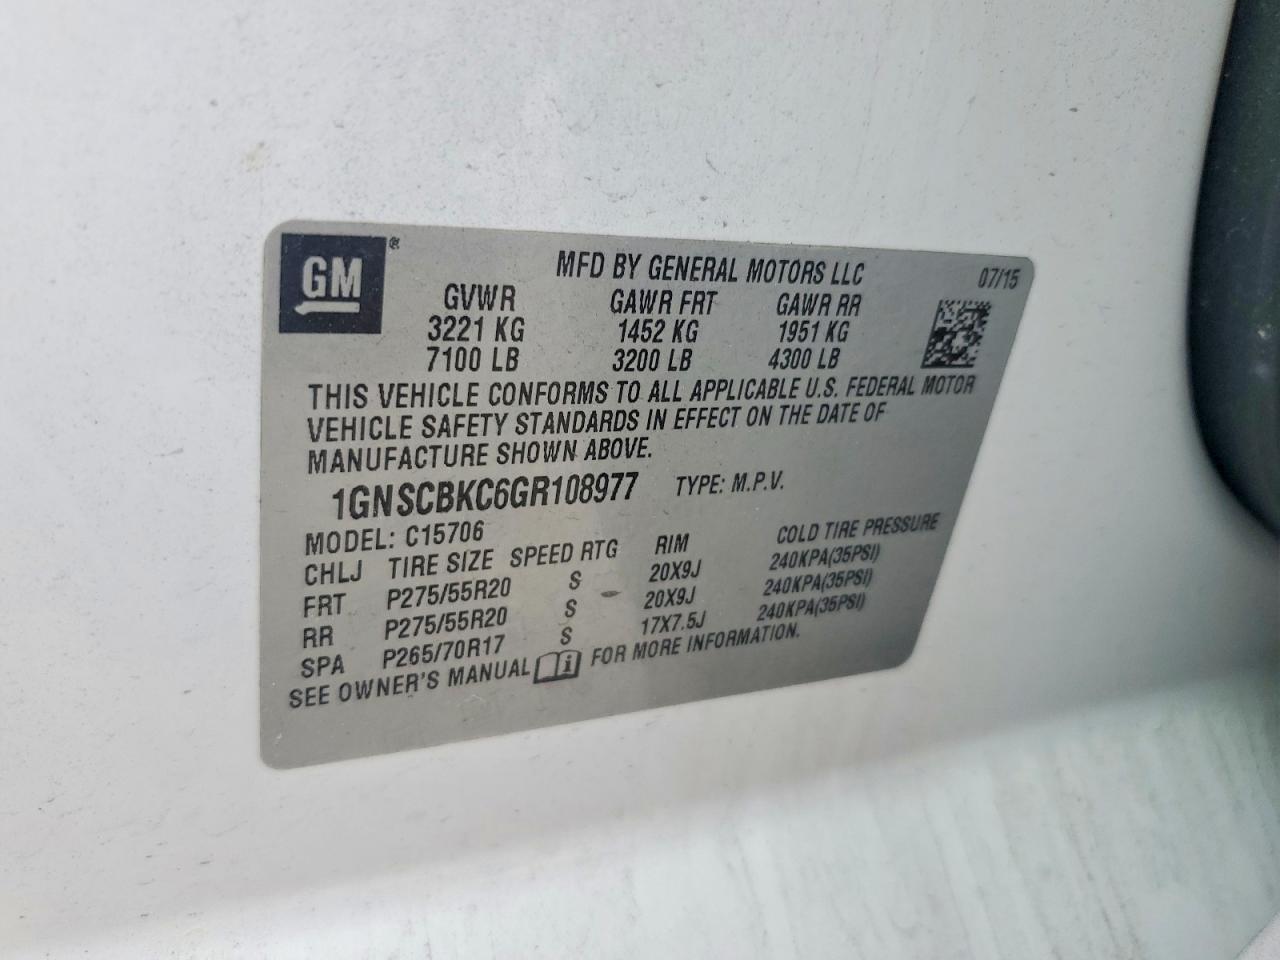 GM ®
MFD BY GENERAL MOTORS LLC 07/15
GVWR GAWR FRT GAWR RR
3221 KG 1452 KG 1951 KG
7100 LB 3200 LB 4300 LB
THIS VEHICLE CONFORMS TO ALL APPLICABLE U.S. FEDERAL MOTOR
VEHICLE SAFETY STANDARDS IN EFFECT ON THE DATE OF
MANUFACTURE SHOWN ABOVE.
1GNSCBKC6GR108977 TYPE: M.P.V.
MODEL: C15706
CHLJ TIRE SIZE SPEED RTG RIM COLD TIRE PRESSURE
FRT P275/55R20 S 20X9J 240KPA(35PSI)
RR P275/55R20 S 20X9J 240KPA(35PSI)
SPA P265/70R17 S 17X7.5J 240KPA(35PSI)
SEE OWNER'S MANUAL i FOR MORE INFORMATION.